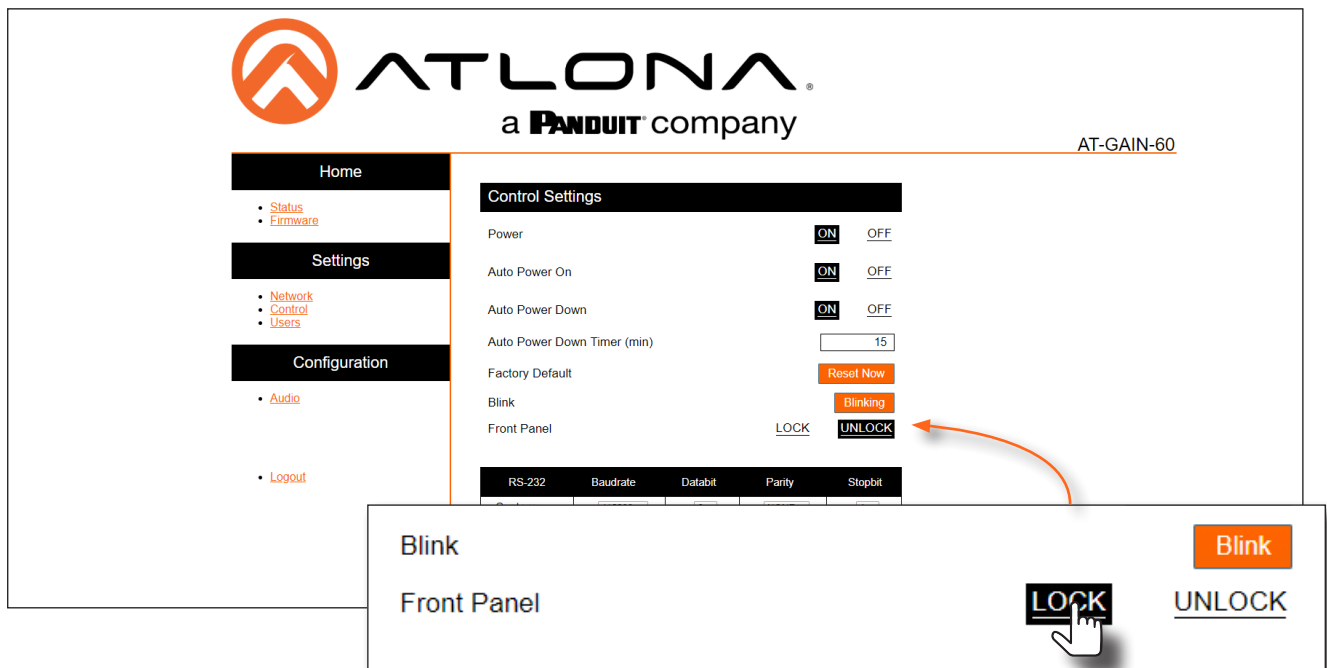 ATLONA®
a PANDUIT® company
AT-GAIN-60
Home
Status
Firmware
Settings
Network
Control
Users
Configuration
Audio
Logout
Control Settings
Power ON OFF
Auto Power On ON OFF
Auto Power Down ON OFF
Auto Power Down Timer (min) 15
Factory Default Reset Now
Blink Blinking
Front Panel LOCK UNLOCK
RS-232 Baudrate Databit Parity Stopbit
Blink Blink
Front Panel LOCK UNLOCK